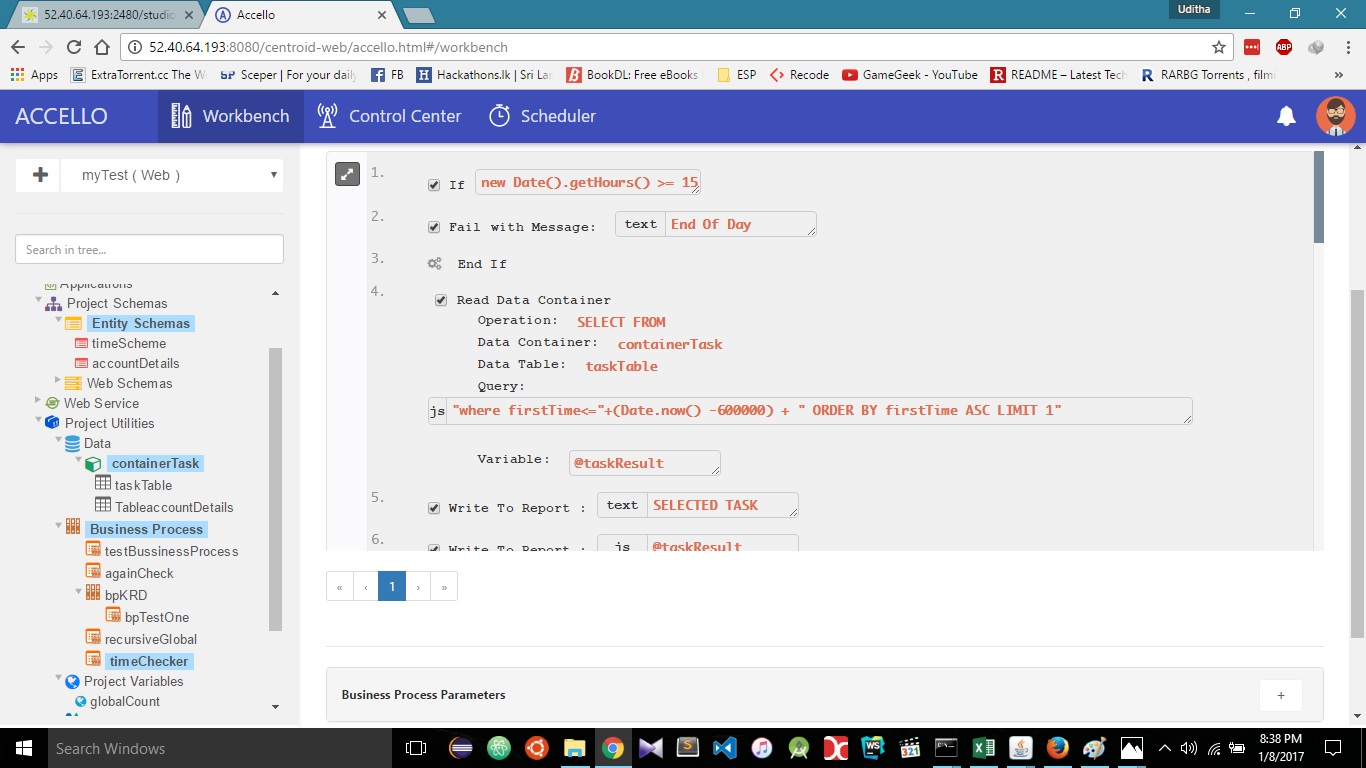 Uditha
52.40.64.193:2480/studio
Accello
52.40.64.193:8080/centroid-web/accello.html#/workbench
ABP
Apps
ExtraTorrent.cc The W
Sceper | For your daily
FB
Hackathons.lk | Sri Lan
BookDL: Free eBooks
ESP
Recode
GameGeek - YouTube
README – Latest Tech
RARBG Torrents , film
»
ACCELLO
Workbench
Control Center
Scheduler
myTest ( Web )
Search in tree...
Applications
Project Schemas
Entity Schemas
timeScheme
accountDetails
Web Schemas
Web Service
Project Utilities
Data
containerTask
taskTable
TableaccountDetails
Business Process
testBussinessProcess
againCheck
bpKRD
bpTestOne
recursiveGlobal
timeChecker
Project Variables
globalCount
1. If new Date().getHours() >= 15
2. Fail with Message: text End Of Day
3. End If
4. Read Data Container
Operation: SELECT FROM
Data Container: containerTask
Data Table: taskTable
Query:
js "where firstTime<="+(Date.now() -600000) + " ORDER BY firstTime ASC LIMIT 1"
Variable: @taskResult
5. Write To Report : text SELECTED TASK
6. Write To Report : js @taskResult
« ‹ 1 › »
Business Process Parameters +
Search Windows
8:38 PM
1/8/2017